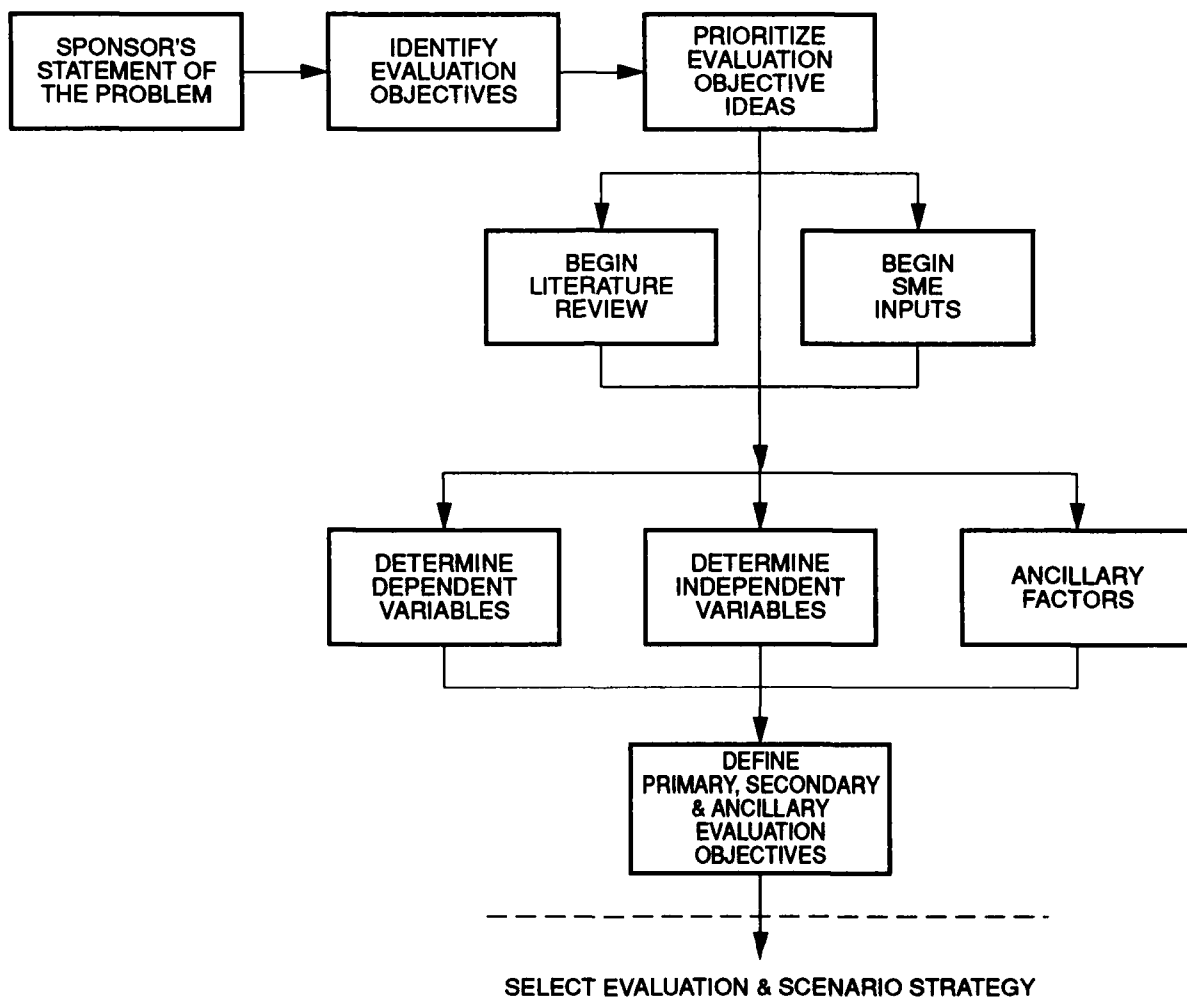 SPONSOR'S
STATEMENT OF
THE PROBLEM
IDENTIFY
EVALUATION
OBJECTIVES
PRIORITIZE
EVALUATION
OBJECTIVE
IDEAS
BEGIN
LITERATURE
REVIEW
BEGIN
SME
INPUTS
DETERMINE
DEPENDENT
VARIABLES
DETERMINE
INDEPENDENT
VARIABLES
ANCILLARY
FACTORS
DEFINE
PRIMARY, SECONDARY
& ANCILLARY
EVALUATION
OBJECTIVES
SELECT EVALUATION & SCENARIO STRATEGY